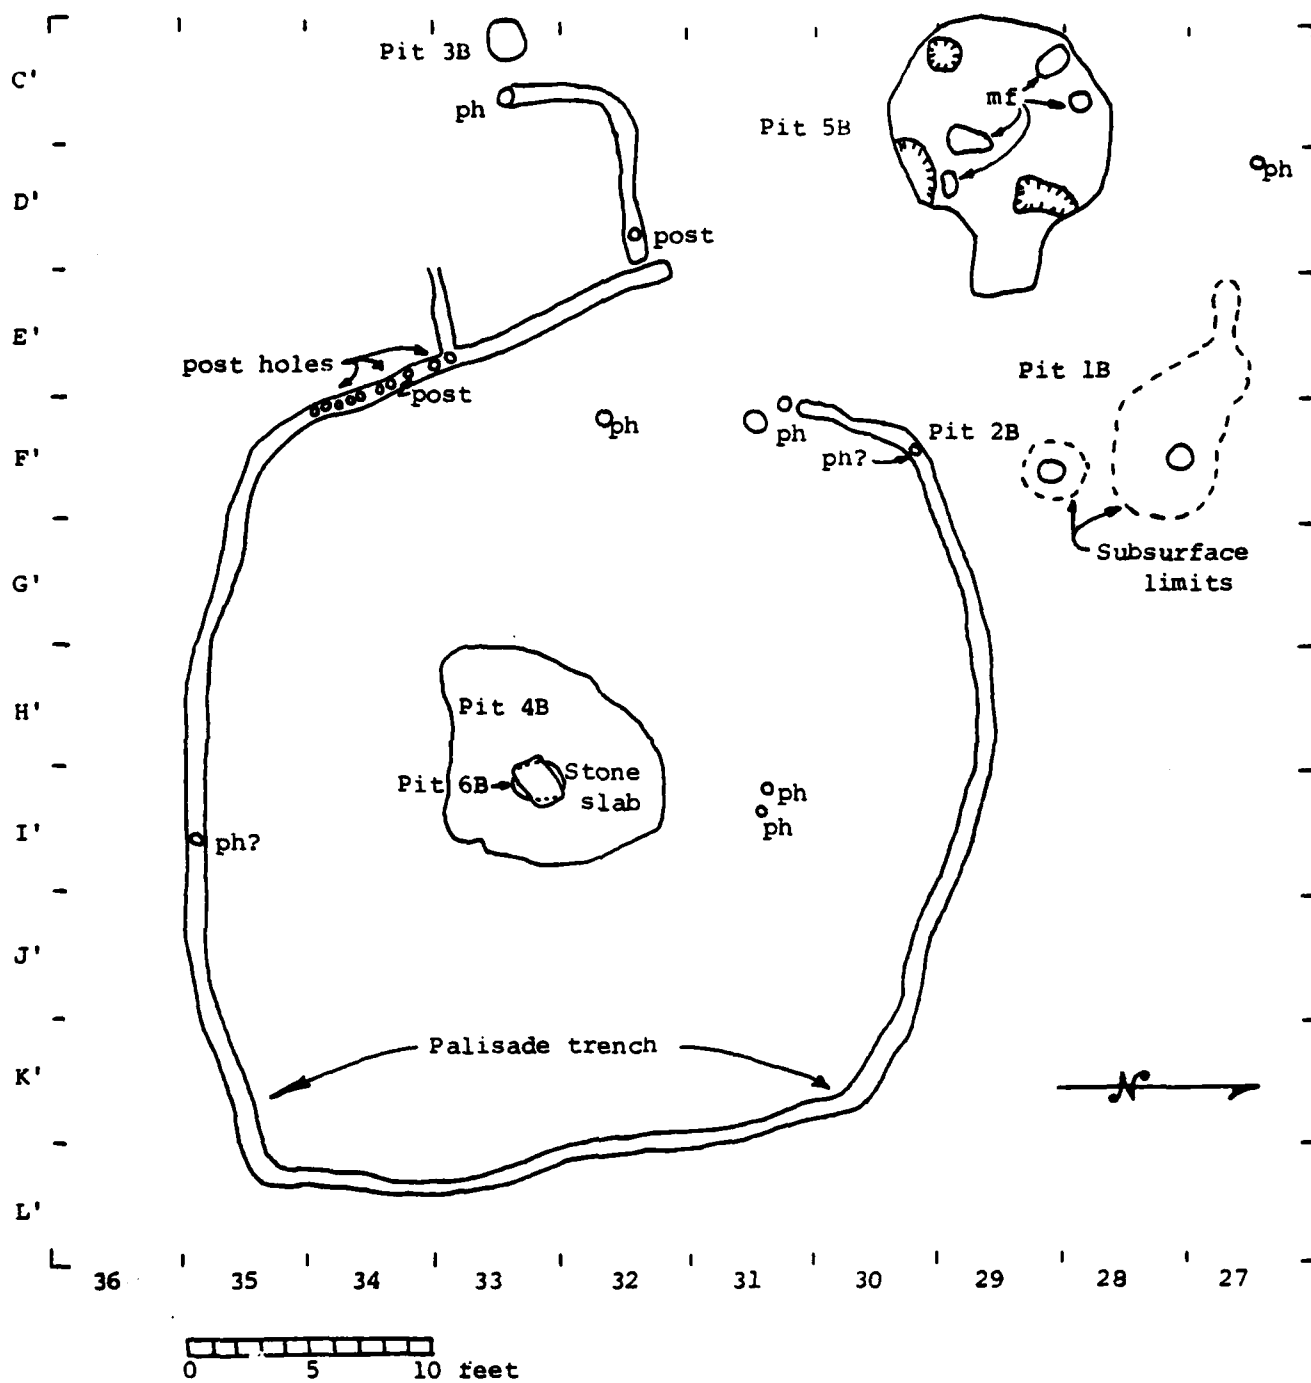 Pit 3B
C'
ph
mf
Pit 5B
ph
D'
post
E'
post holes
Pit 1B
post
ph
ph
Pit 2B
F'
ph?
Subsurface
limits
G'
Pit 4B
H'
Pit 6B
Stone
slab
ph
ph
I'
ph?
J'
Palisade trench
K'
N
L'
36 35 34 33 32 31 30 29 28 27
0 5 10 feet